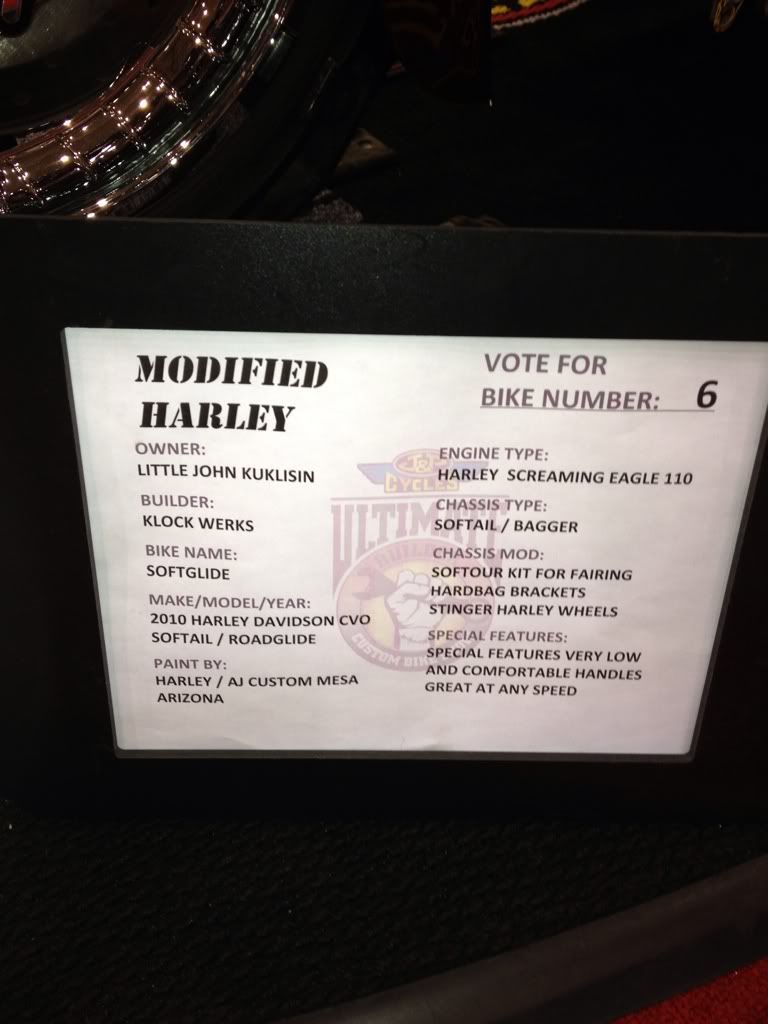 MODIFIED
HARLEY
VOTE FOR
BIKE NUMBER: 6
OWNER:
LITTLE JOHN KUKLISIN
BUILDER:
KLOCK WERKS
BIKE NAME:
SOFTGLIDE
MAKE/MODEL/YEAR:
2010 HARLEY DAVIDSON CVO
SOFTAIL / ROADGLIDE
PAINT BY:
HARLEY / AJ CUSTOM MESA
ARIZONA
ENGINE TYPE:
HARLEY SCREAMING EAGLE 110
CHASSIS TYPE:
SOFTAIL / BAGGER
CHASSIS MOD:
SOFTOUR KIT FOR FAIRING
HARDBAG BRACKETS
STINGER HARLEY WHEELS
SPECIAL FEATURES:
SPECIAL FEATURES VERY LOW
AND COMFORTABLE HANDLES
GREAT AT ANY SPEED
J&P
CYCLES
ULTIMATE
BUILDER
CUSTOM BIKE